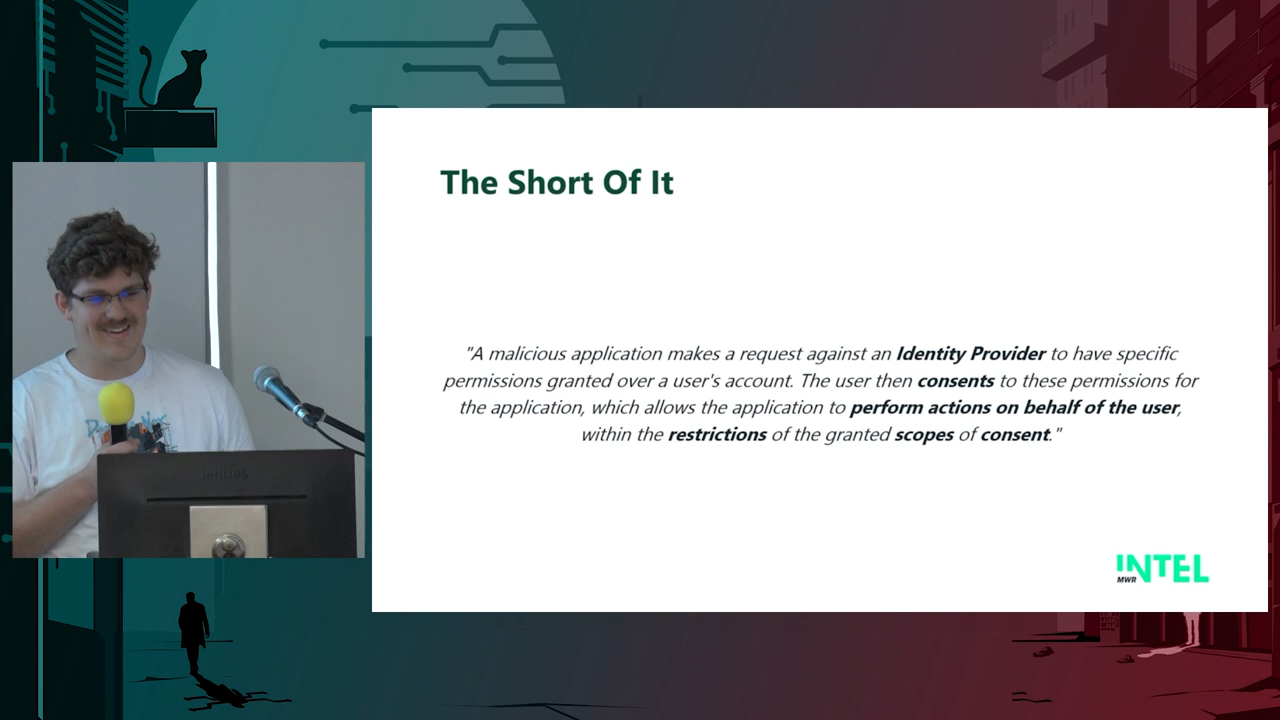 The Short Of It
"A malicious application makes a request against an Identity Provider to have specific
permissions granted over a user's account. The user then consents to these permissions for
the application, which allows the application to perform actions on behalf of the user,
within the restrictions of the granted scopes of consent."
PHILIPS
INTEL
MWR